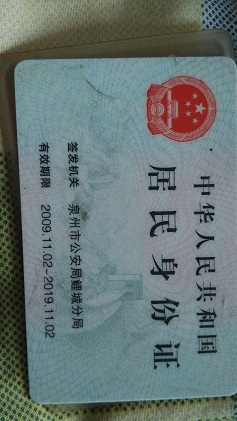 中华人民共和国
居民身份证
签发机关 泉州市公安局鲤城分局
有效期限 2009.11.02-2019.11.02